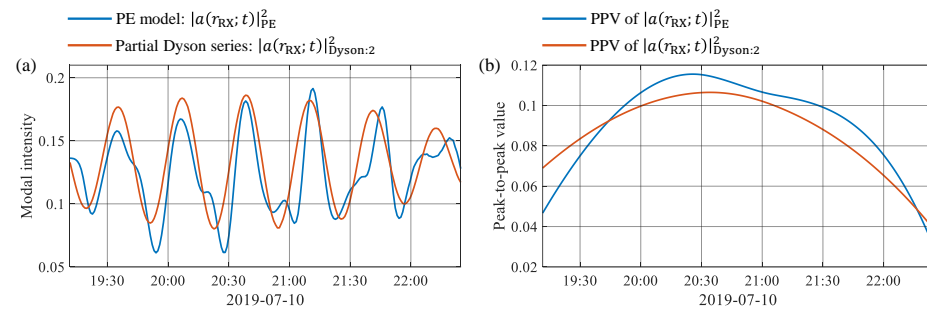 PE model: |a(r_RX; t)|²_PE
Partial Dyson series: |a(r_RX; t)|²_Dyson:2
(a)
Modal intensity
0.2
0.15
0.1
0.05
19:30 20:00 20:30 21:00 21:30 22:00
2019-07-10
PPV of |a(r_RX; t)|²_PE
PPV of |a(r_RX; t)|²_Dyson:2
(b)
Peak-to-peak value
0.12
0.1
0.08
0.06
0.04
0.02
19:30 20:00 20:30 21:00 21:30 22:00
2019-07-10